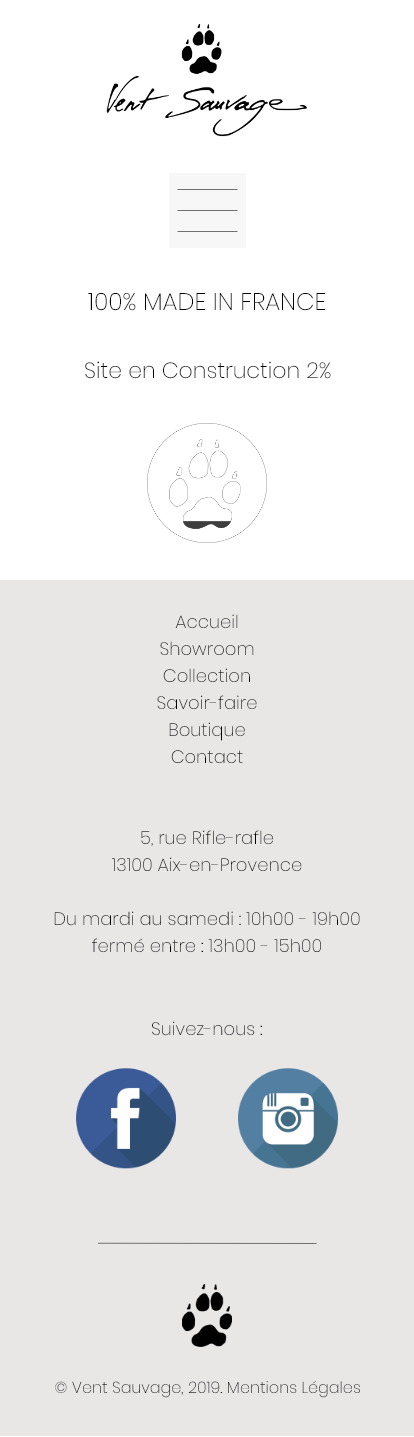 Vent Sauvage
100% MADE IN FRANCE
Site en Construction 2%
Accueil
Showroom
Collection
Savoir-faire
Boutique
Contact
5, rue Rifle-rafle
13100 Aix-en-Provence
Du mardi au samedi : 10h00 - 19h00
fermé entre : 13h00 - 15h00
Suivez-nous :
© Vent Sauvage, 2019. Mentions Légales